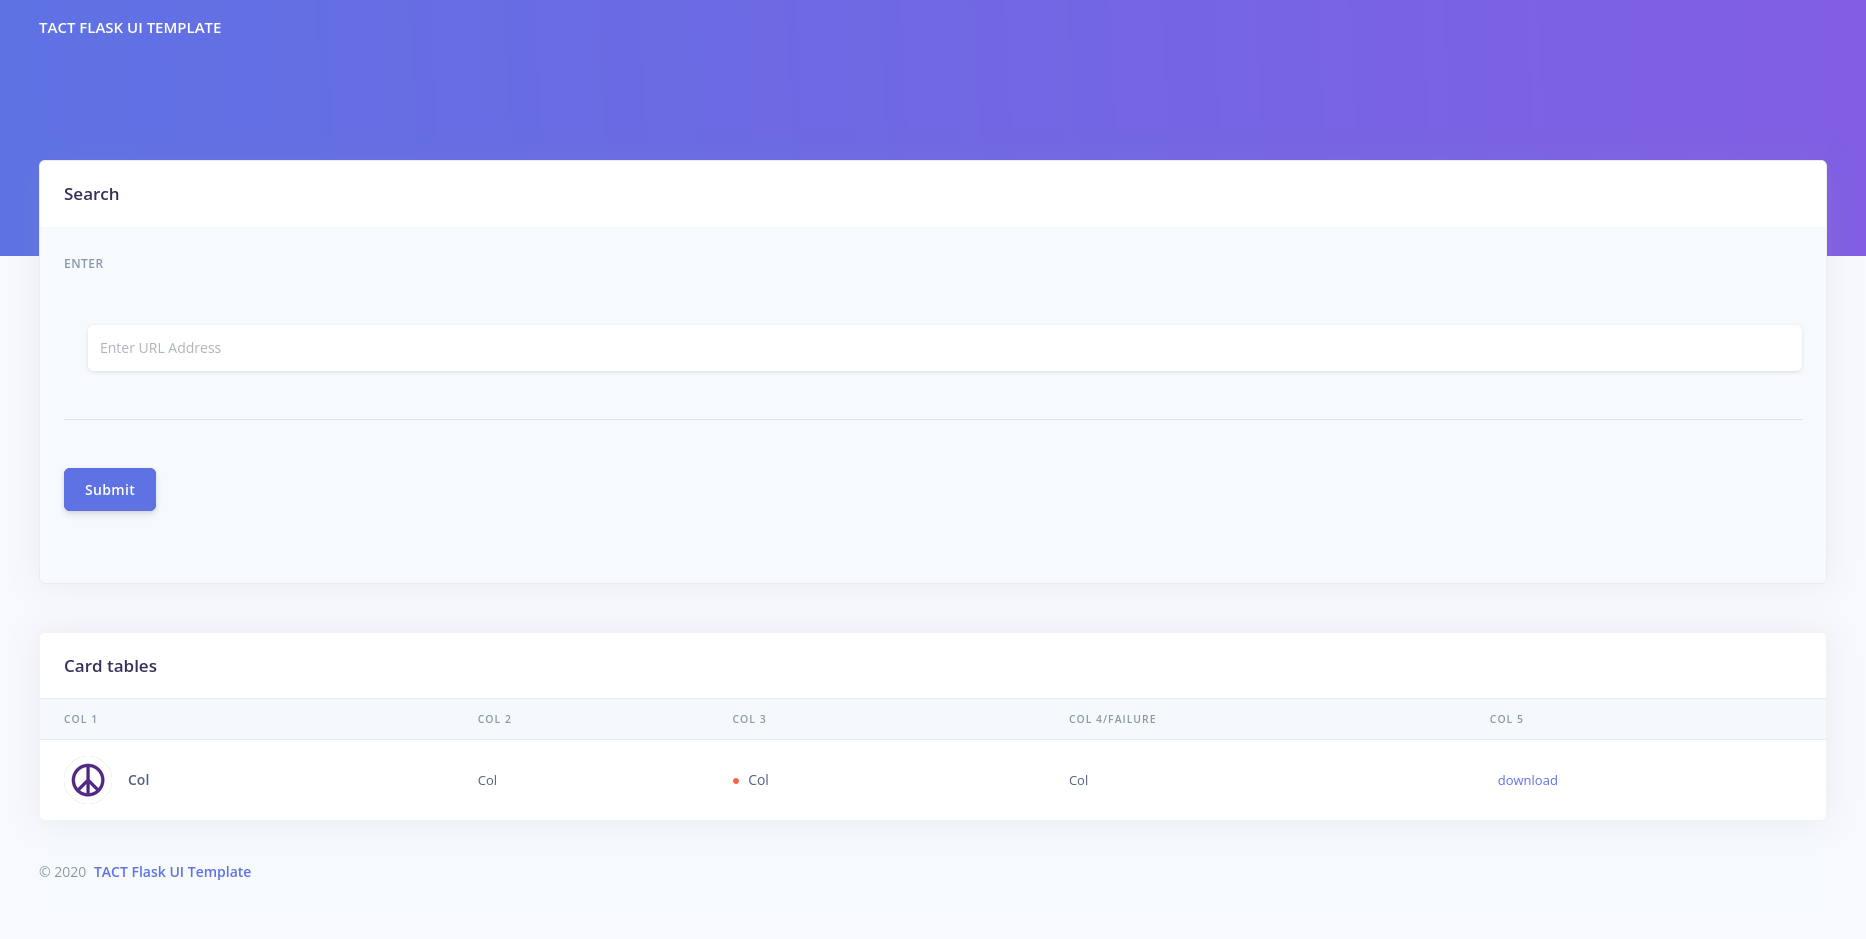 TACT FLASK UI TEMPLATE
Search
ENTER
Enter URL Address
Submit
Card tables
COL 1 COL 2 COL 3 COL 4/FAILURE COL 5
Col Col Col Col download
© 2020 TACT Flask UI Template